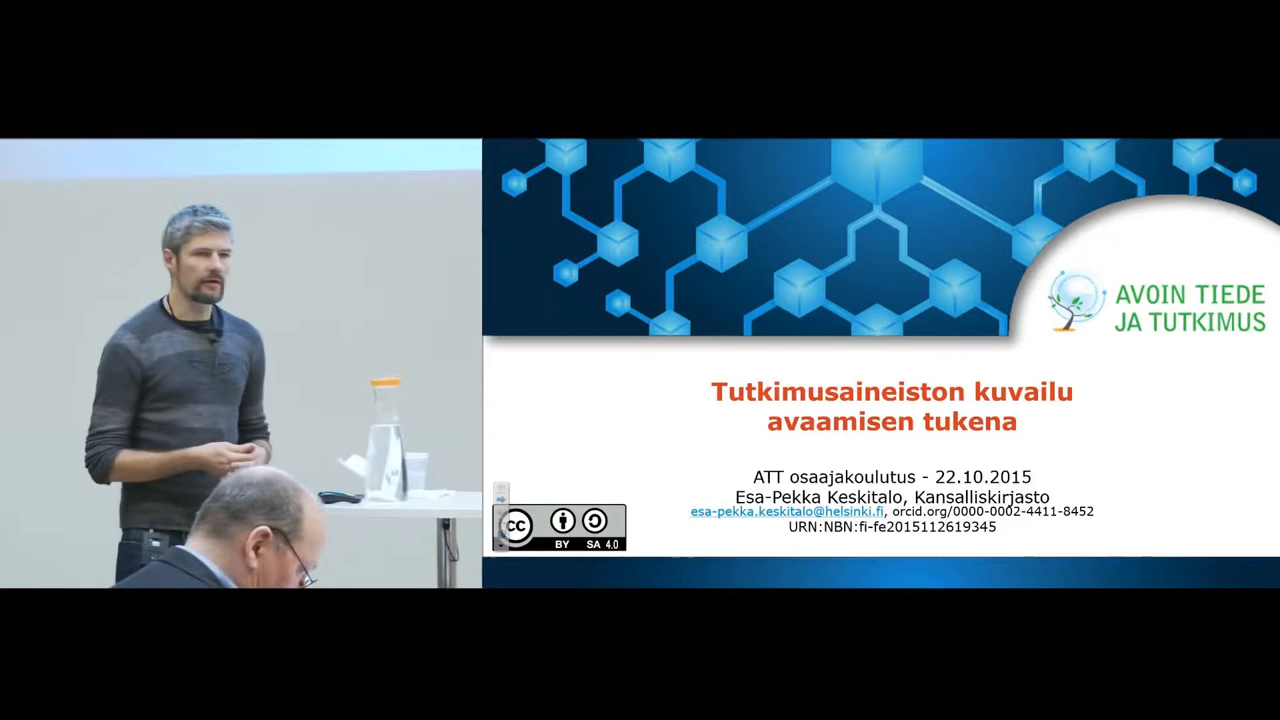 AVOIN TIEDE
JA TUTKIMUS
Tutkimusaineiston kuvailu
avaamisen tukena
ATT osaajakoulutus - 22.10.2015
Esa-Pekka Keskitalo, Kansalliskirjasto
esa-pekka.keskitalo@helsinki.fi, orcid.org/0000-0002-4411-8452
URN:NBN:fi-fe2015112619345
cc
BY SA 4.0